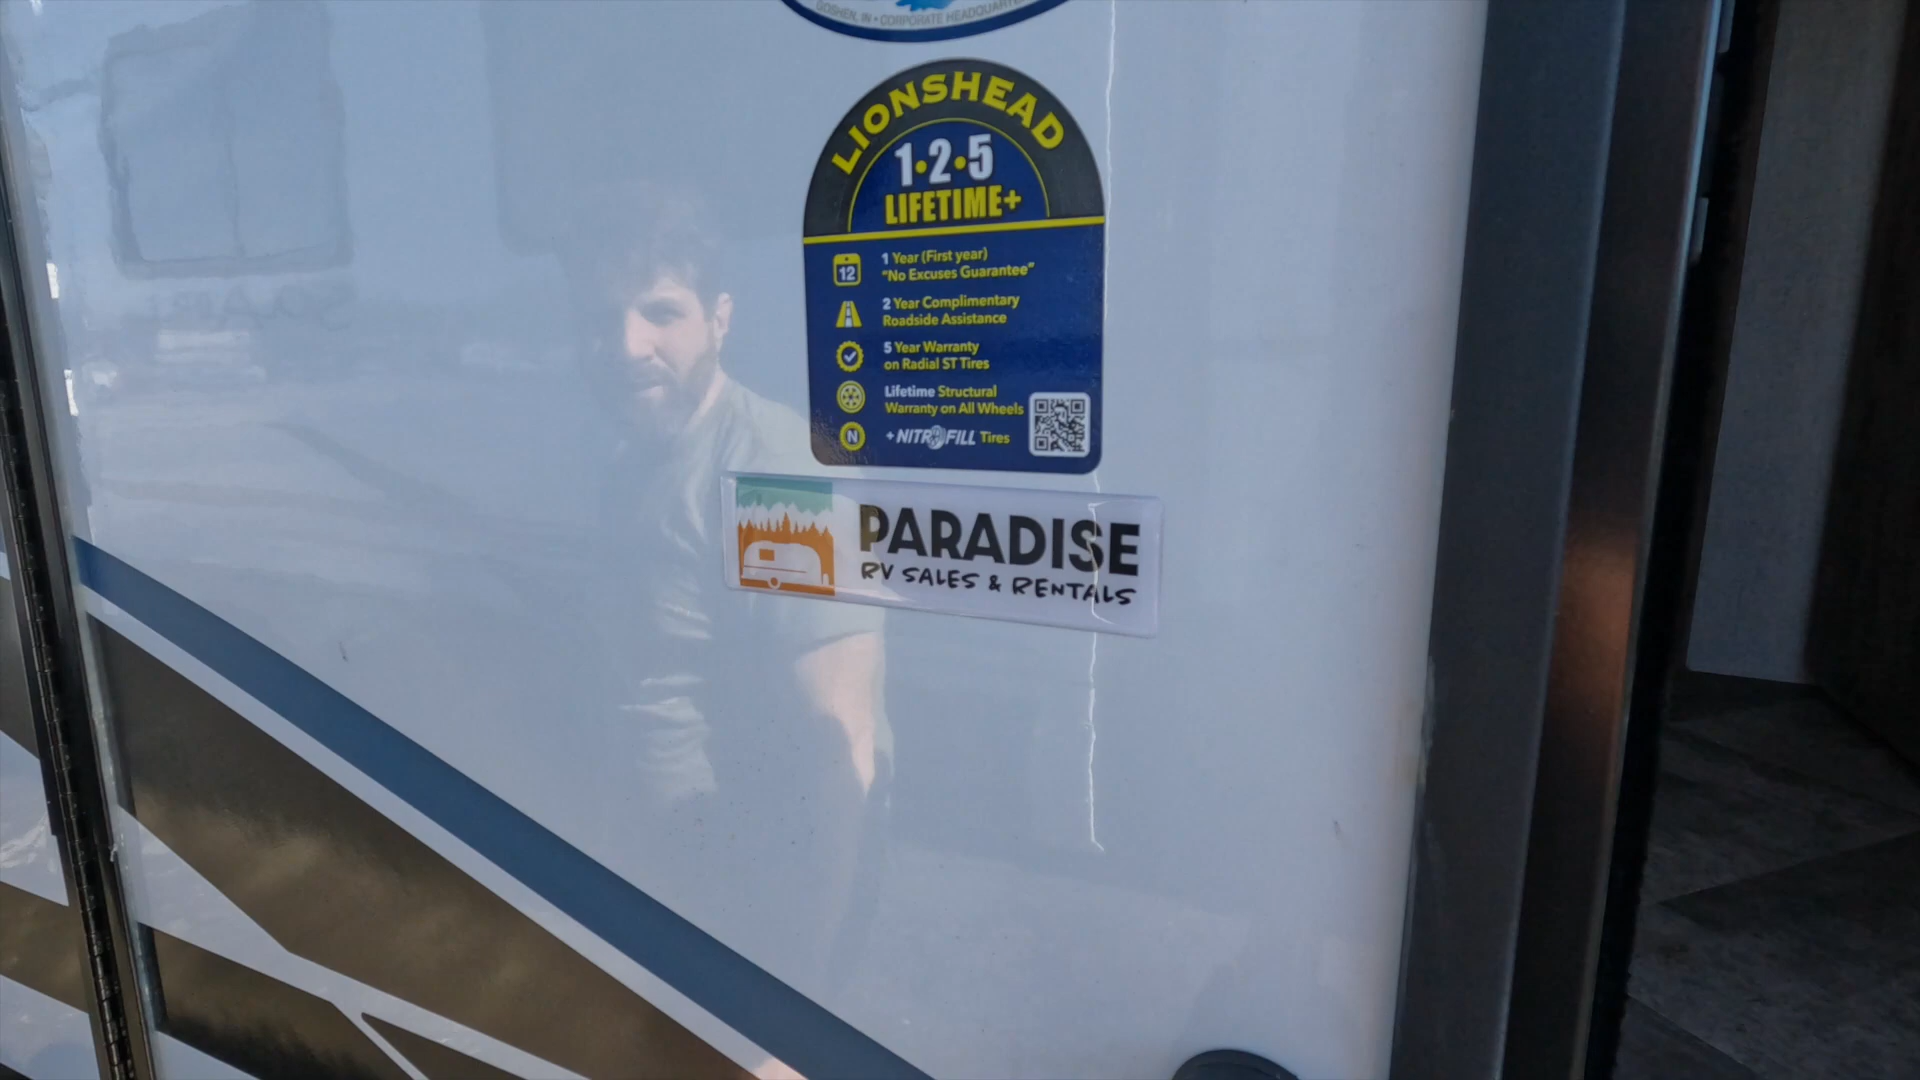 GOSHEN, IN • CORPORATE HEADQUARTERS
LIONSHEAD
1•2•5
LIFETIME+
12
1 Year (First year)
"No Excuses Guarantee"
2 Year Complimentary
Roadside Assistance
5 Year Warranty
on Radial ST Tires
Lifetime Structural
Warranty on All Wheels
N
+ NITROFILL Tires
PARADISE
RV SALES & RENTALS